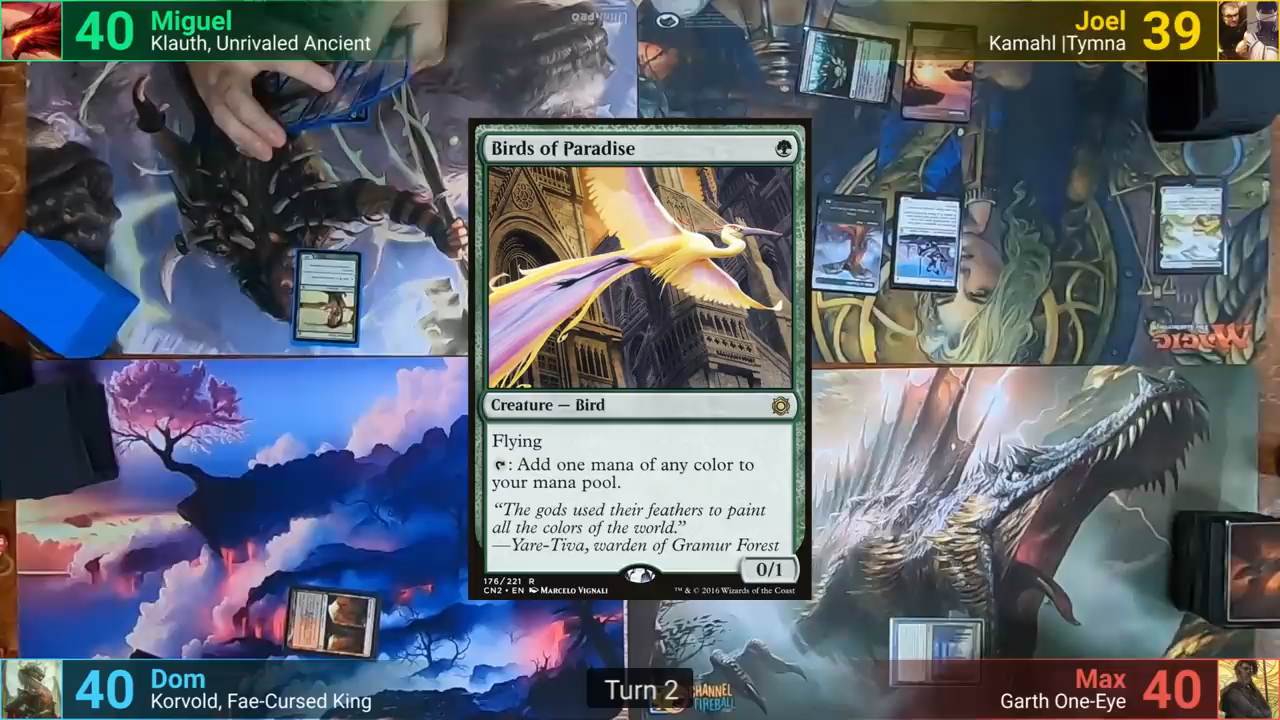 40
Miguel
Klauth, Unrivaled Ancient
Joel
Kamahl |Tymna
39
Birds of Paradise
Creature — Bird
Flying
: Add one mana of any color to
your mana pool.
“The gods used their feathers to paint
all the colors of the world.”
—Yare-Tiva, warden of Gramur Forest
0/1
176/221 R
CN2 • EN MARCELO VIGNALI
™ & © 2016 Wizards of the Coast
MAGIC
40
Dom
Korvold, Fae-Cursed King
Turn 2
CHANNEL
FIREBALL
Max
Garth One-Eye
40